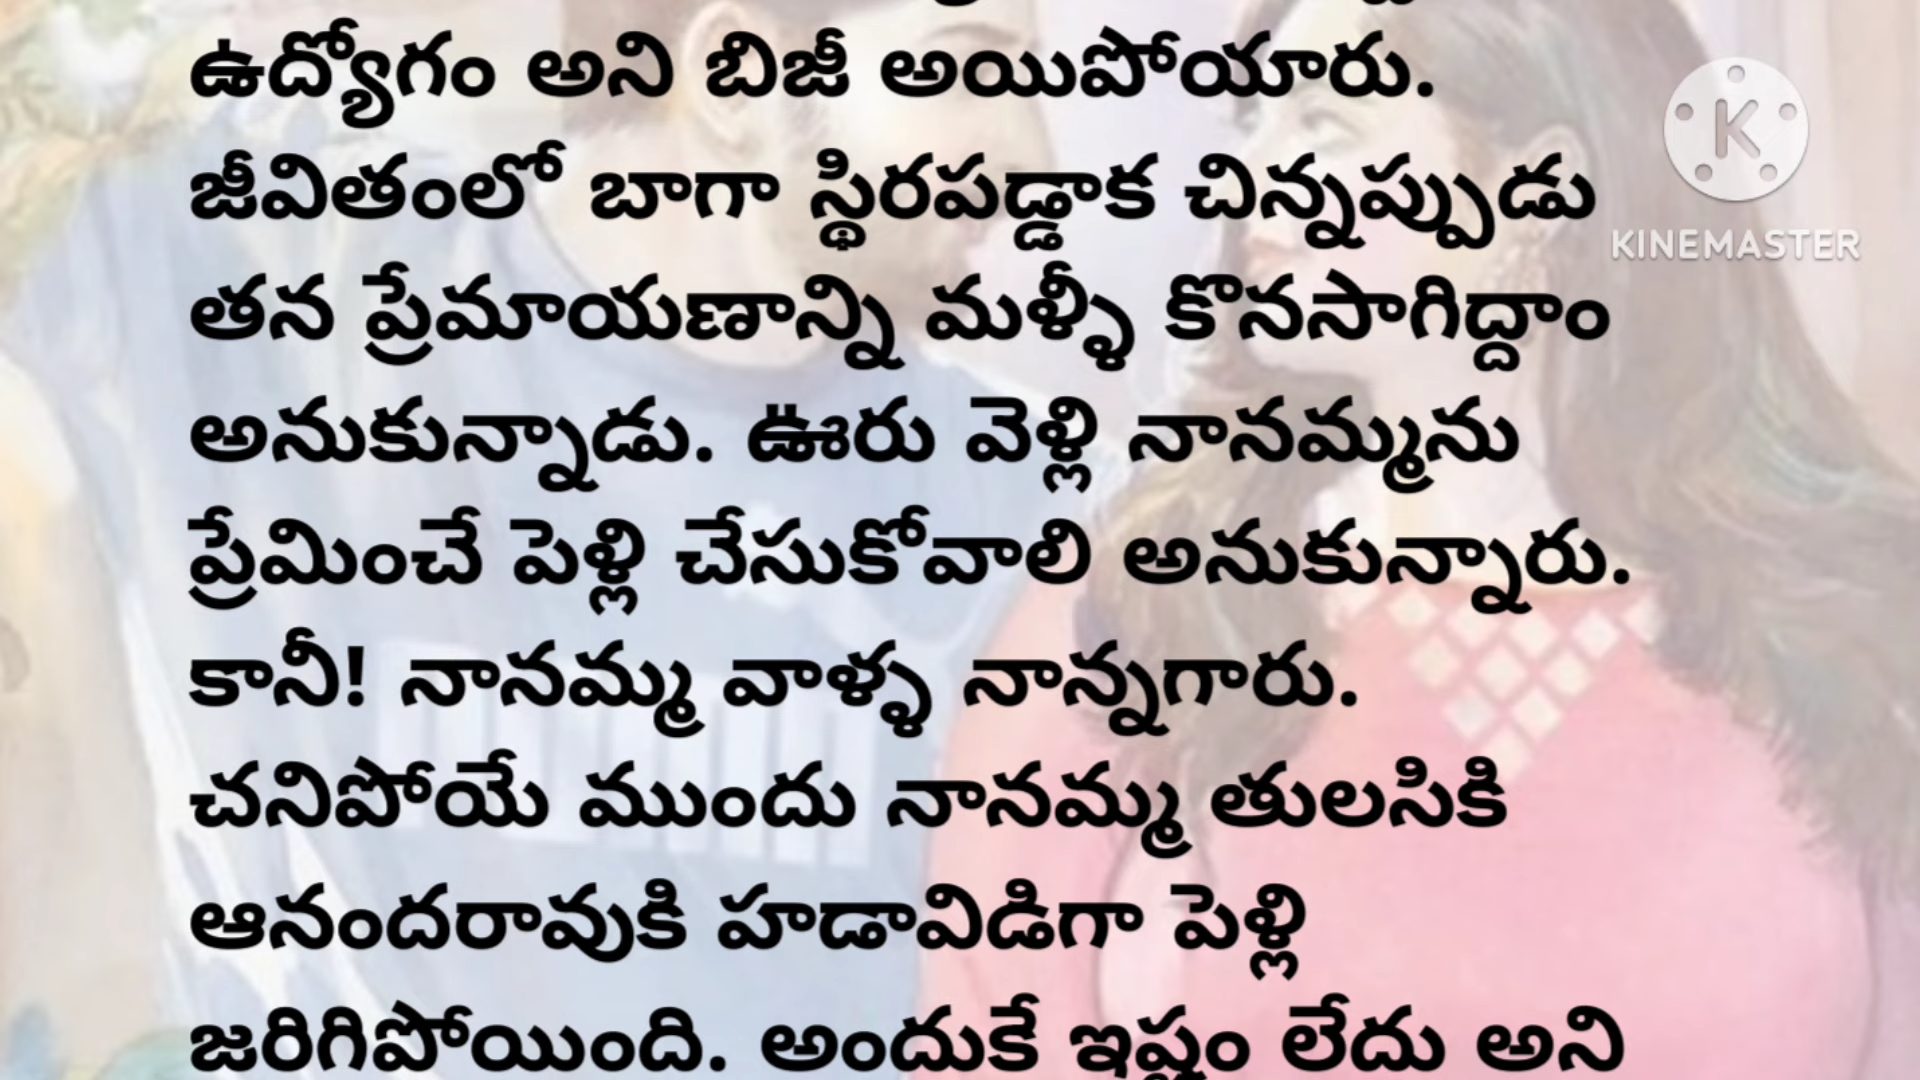 ఉద్యోగం అని బిజీ అయిపోయారు.
జీవితంలో బాగా స్థిరపడ్డాక చిన్నప్పుడు
తన ప్రేమాయణాన్ని మళ్ళీ కొనసాగిద్దాం
అనుకున్నాడు. ఊరు వెళ్లి నానమ్మను
ప్రేమించే పెళ్లి చేసుకోవాలి అనుకున్నారు.
కానీ! నానమ్మ వాళ్ళ నాన్నగారు.
చనిపోయే ముందు నానమ్మ తులసికి
ఆనందరావుకి హడావిడిగా పెళ్లి
జరిగిపోయింది. అందుకే ఇష్టం లేదు అని
K
KINEMASTER